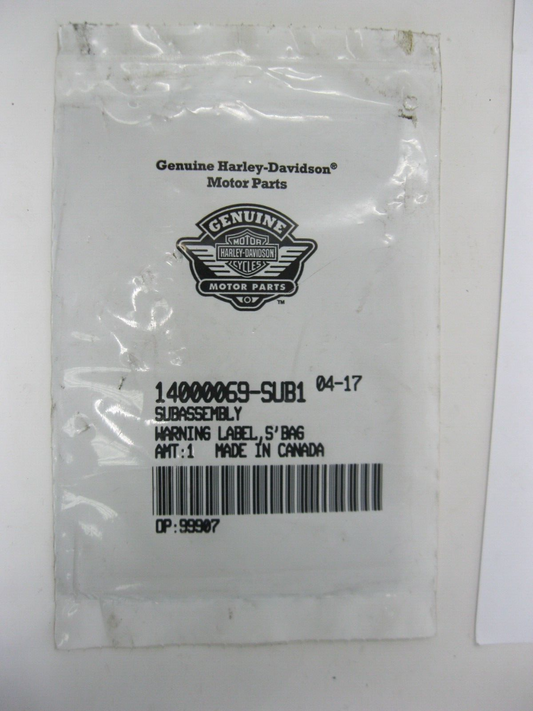 Genuine Harley-Davidson®
Motor Parts
GENUINE
MOTOR
HARLEY-DAVIDSON
CYCLES
MOTOR PARTS
TM
14000069-SUB1 04-17
SUBASSEMBLY
WARNING LABEL,S'BAG
AMT:1 MADE IN CANADA
OP:99907